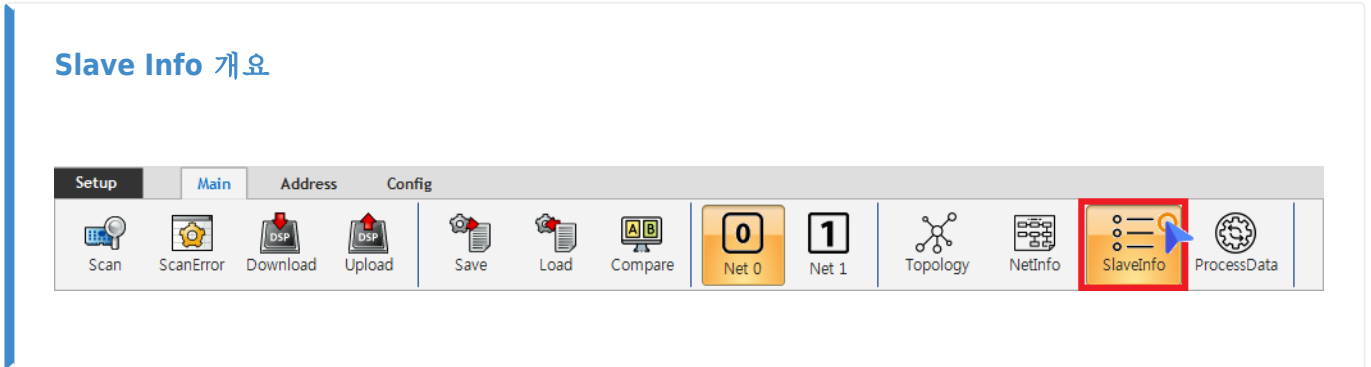 Slave Info 개요
Setup Main Address Config
DSP DSP A B 0 1
Scan ScanError Download Upload Save Load Compare Net 0 Net 1 Topology NetInfo SlaveInfo ProcessData